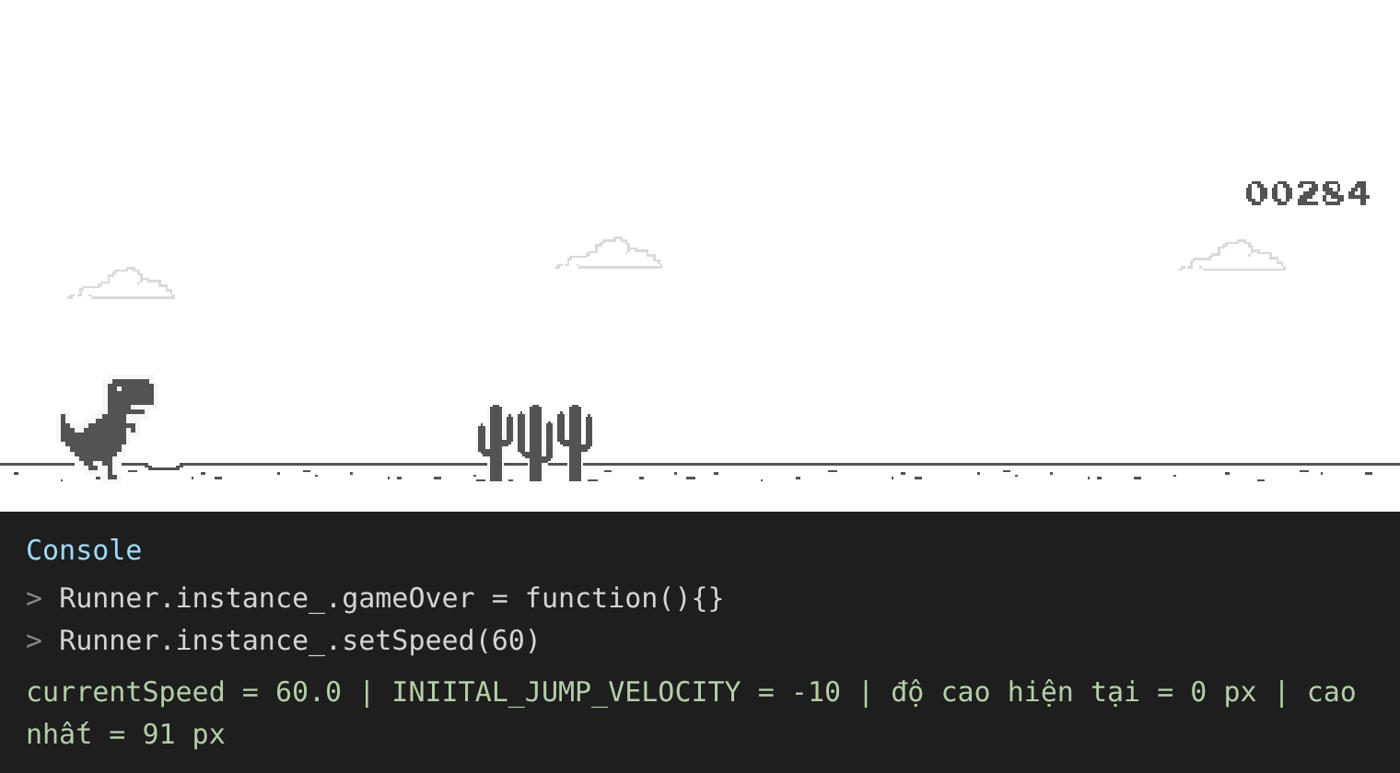 00284
Console
> Runner.instance_.gameOver = function(){}
> Runner.instance_.setSpeed(60)
currentSpeed = 60.0 | INIITAL_JUMP_VELOCITY = -10 | độ cao hiện tại = 0 px | cao
nhất = 91 px